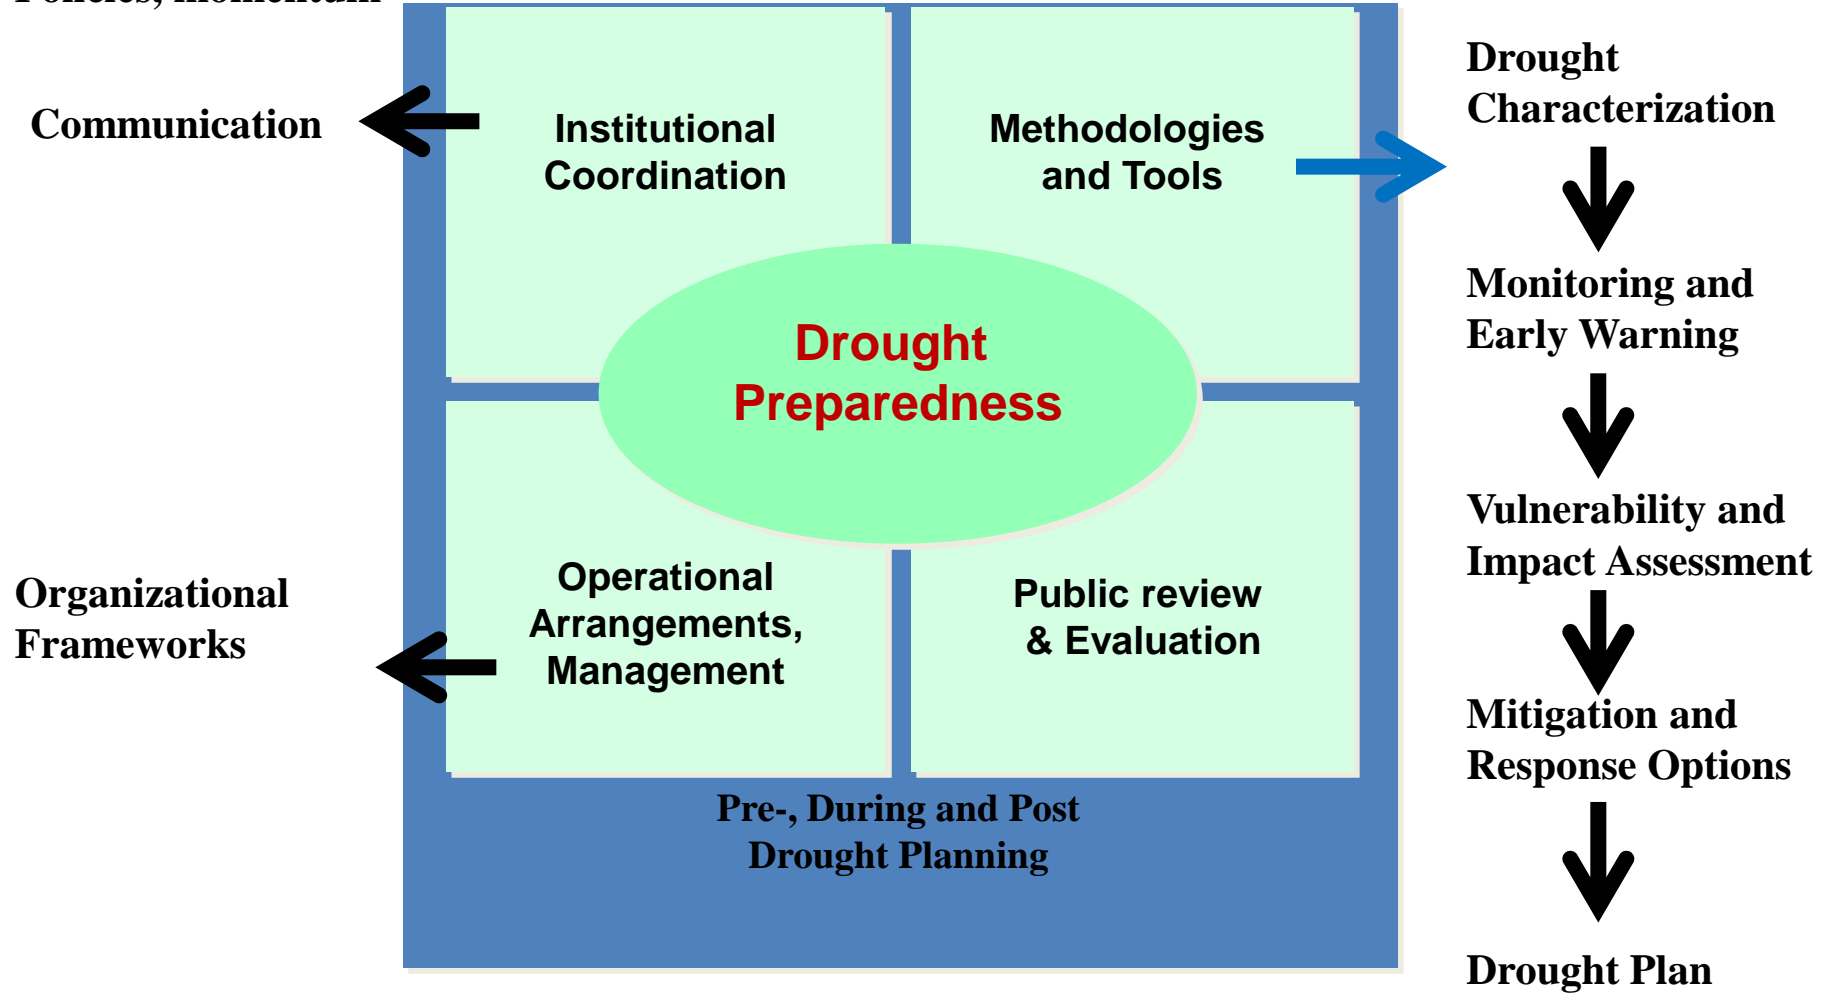 Policies, momentum
Communication
Organizational
Frameworks
Institutional
Coordination
Methodologies
and Tools
Drought
Preparedness
Operational
Arrangements,
Management
Public review
& Evaluation
Pre-, During and Post
Drought Planning
Drought
Characterization
Monitoring and
Early Warning
Vulnerability and
Impact Assessment
Mitigation and
Response Options
Drought Plan